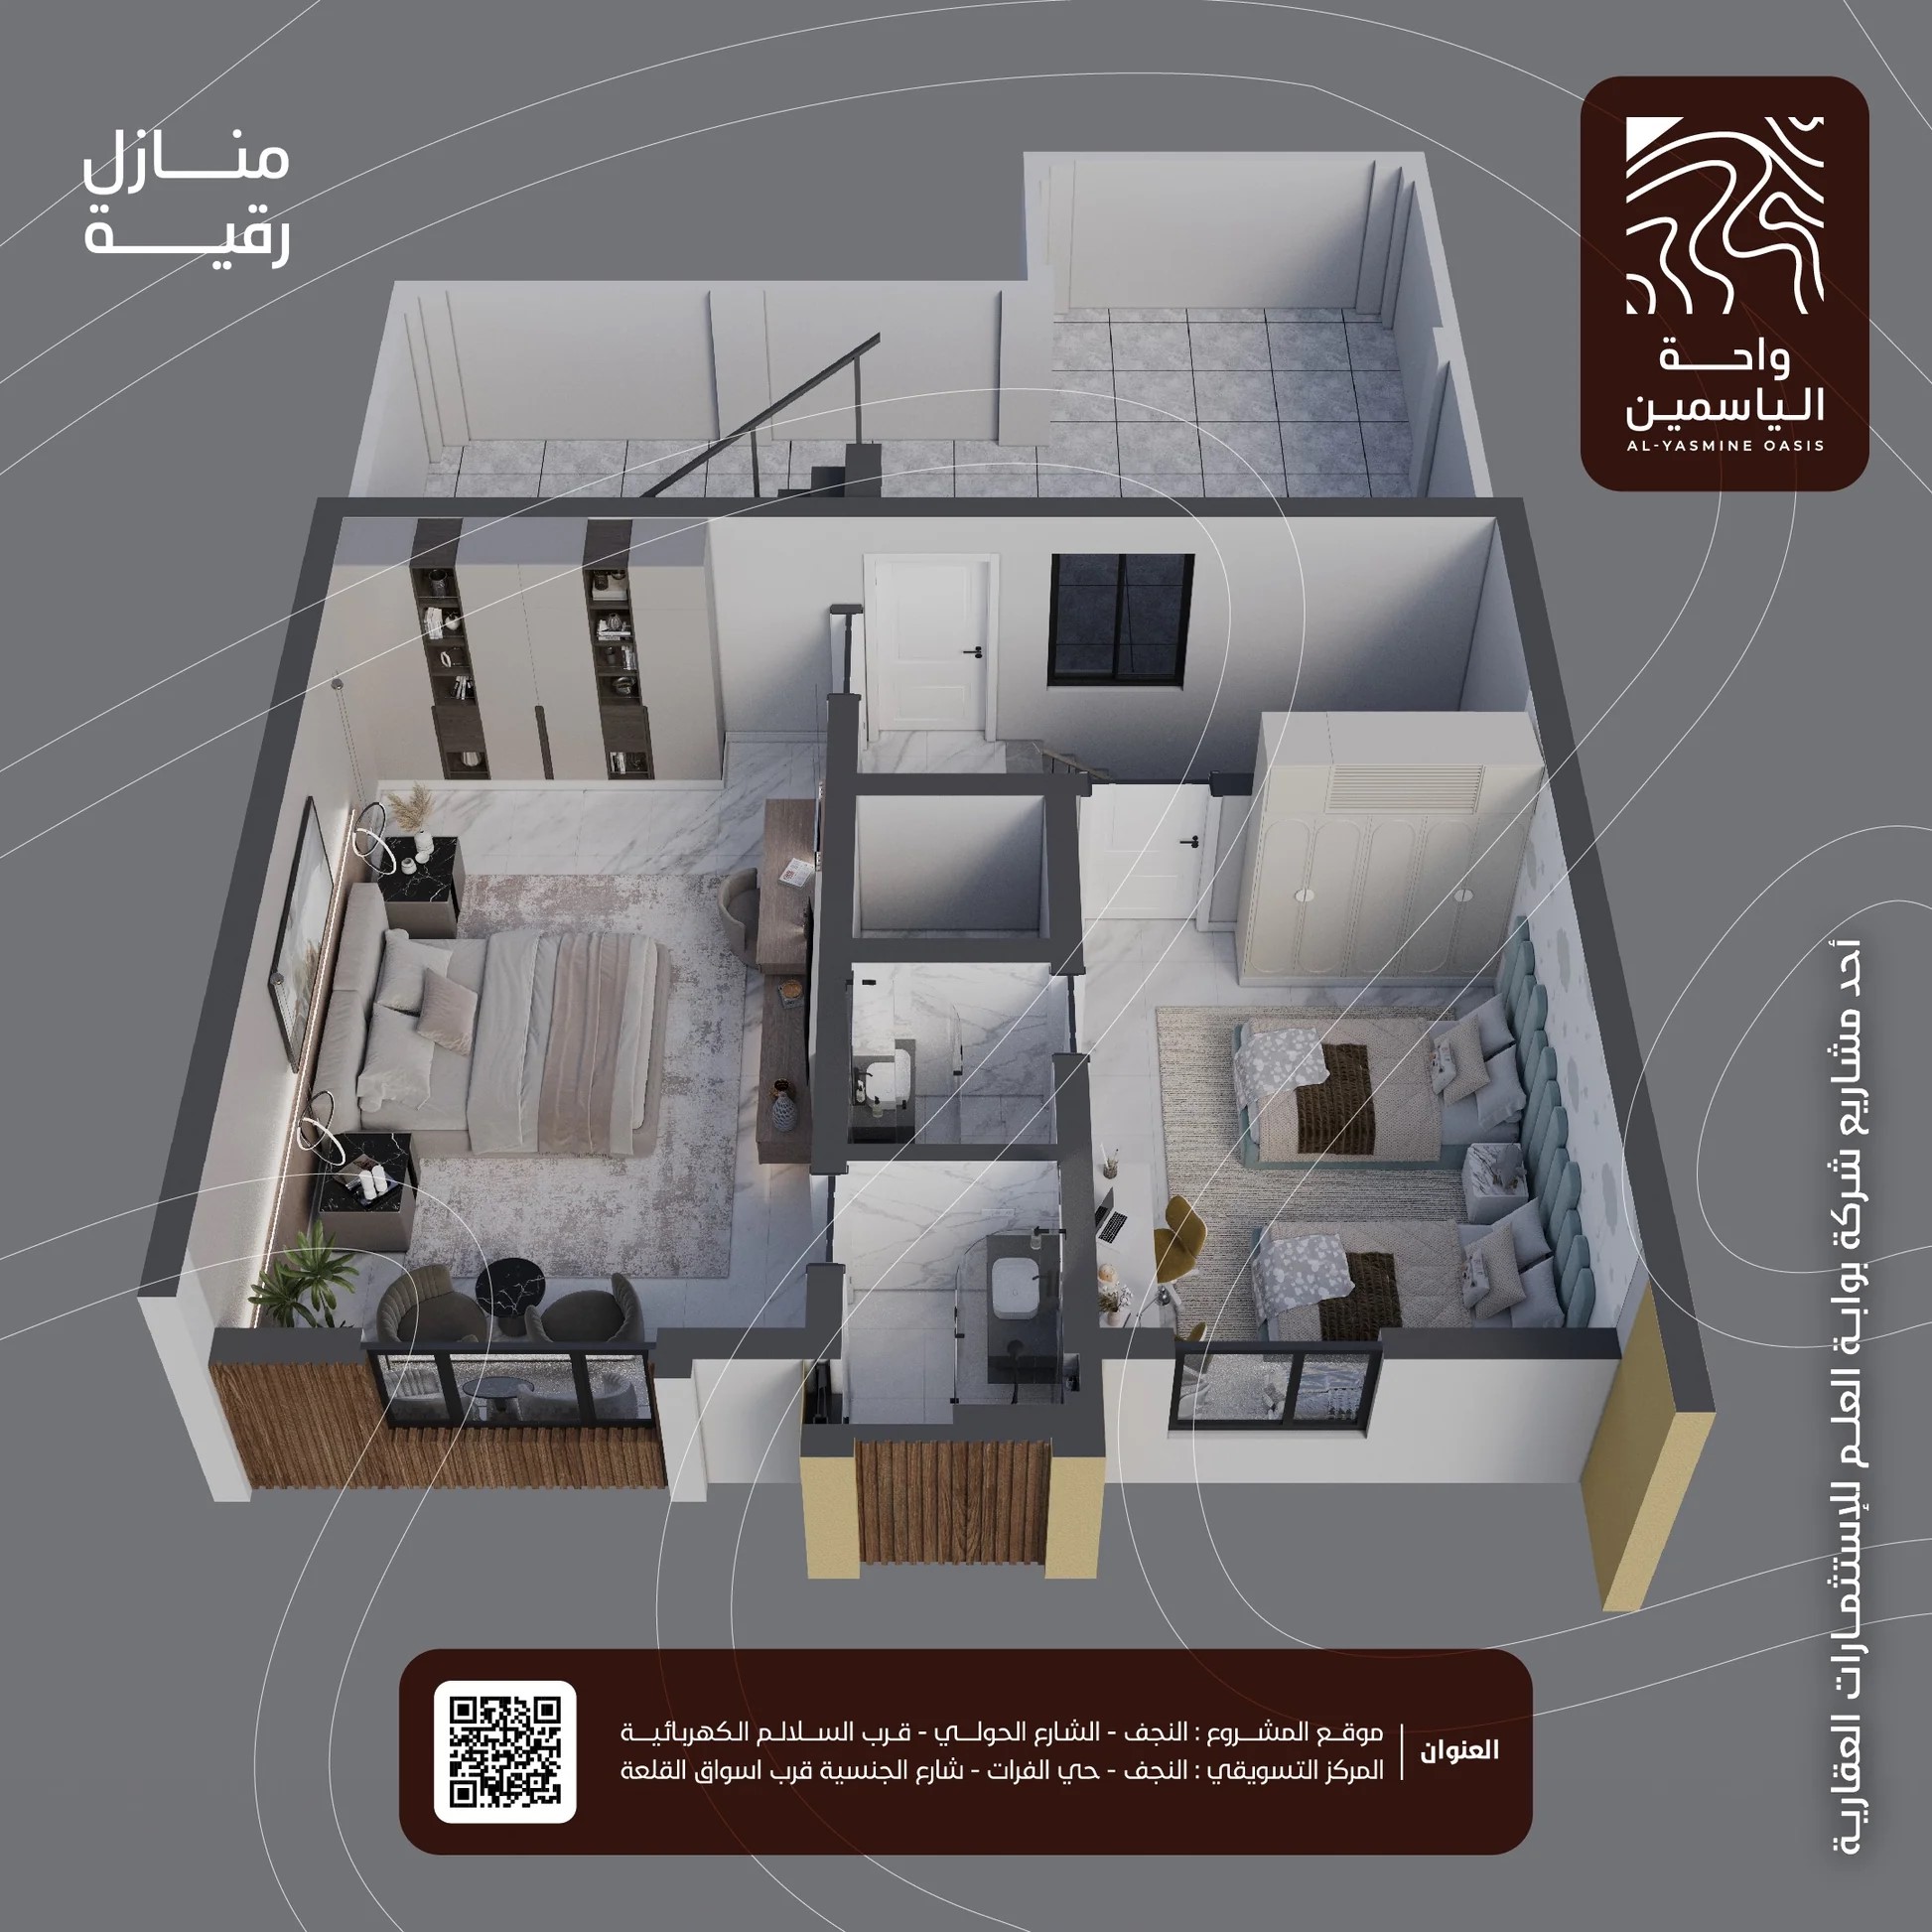 منازل
رقية
واحة
الياسمين
AL-YASMINE OASIS
أحد مشاريع شركة بوابة العلم للإستثمارات العقارية
العنوان
موقع المشروع : النجف - الشارع الحولي - قرب السلالم الكهربائية
المركز التسويقي : النجف - حي الفرات - شارع الجنسية قرب اسواق القلعة